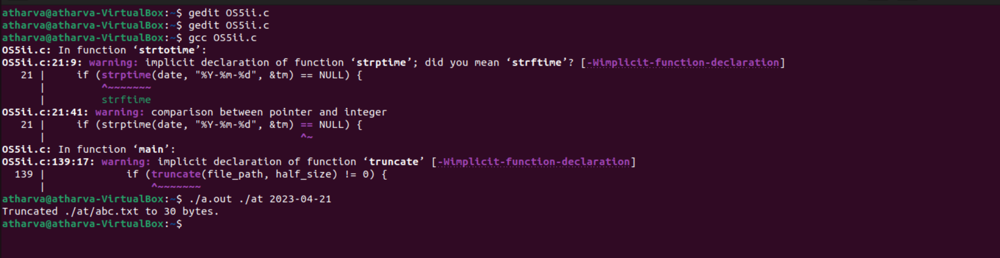 atharva@atharva-VirtualBox:~$ gedit OS5ii.c
atharva@atharva-VirtualBox:~$ gedit OS5ii.c
atharva@atharva-VirtualBox:~$ gcc OS5ii.c
OS5ii.c: In function ‘strtotime’:
OS5ii.c:21:9: warning: implicit declaration of function ‘strptime’; did you mean ‘strftime’? [-Wimplicit-function-declaration]
   21 |     if (strptime(date, "%Y-%m-%d", &tm) == NULL) {
      |         ^~~~~~~~
      |         strftime
OS5ii.c:21:41: warning: comparison between pointer and integer
   21 |     if (strptime(date, "%Y-%m-%d", &tm) == NULL) {
      |                                         ^~
OS5ii.c: In function ‘main’:
OS5ii.c:139:17: warning: implicit declaration of function ‘truncate’ [-Wimplicit-function-declaration]
  139 |             if (truncate(file_path, half_size) != 0) {
      |                 ^~~~~~~~
atharva@atharva-VirtualBox:~$ ./a.out ./at 2023-04-21
Truncated ./at/abc.txt to 30 bytes.
atharva@atharva-VirtualBox:~$